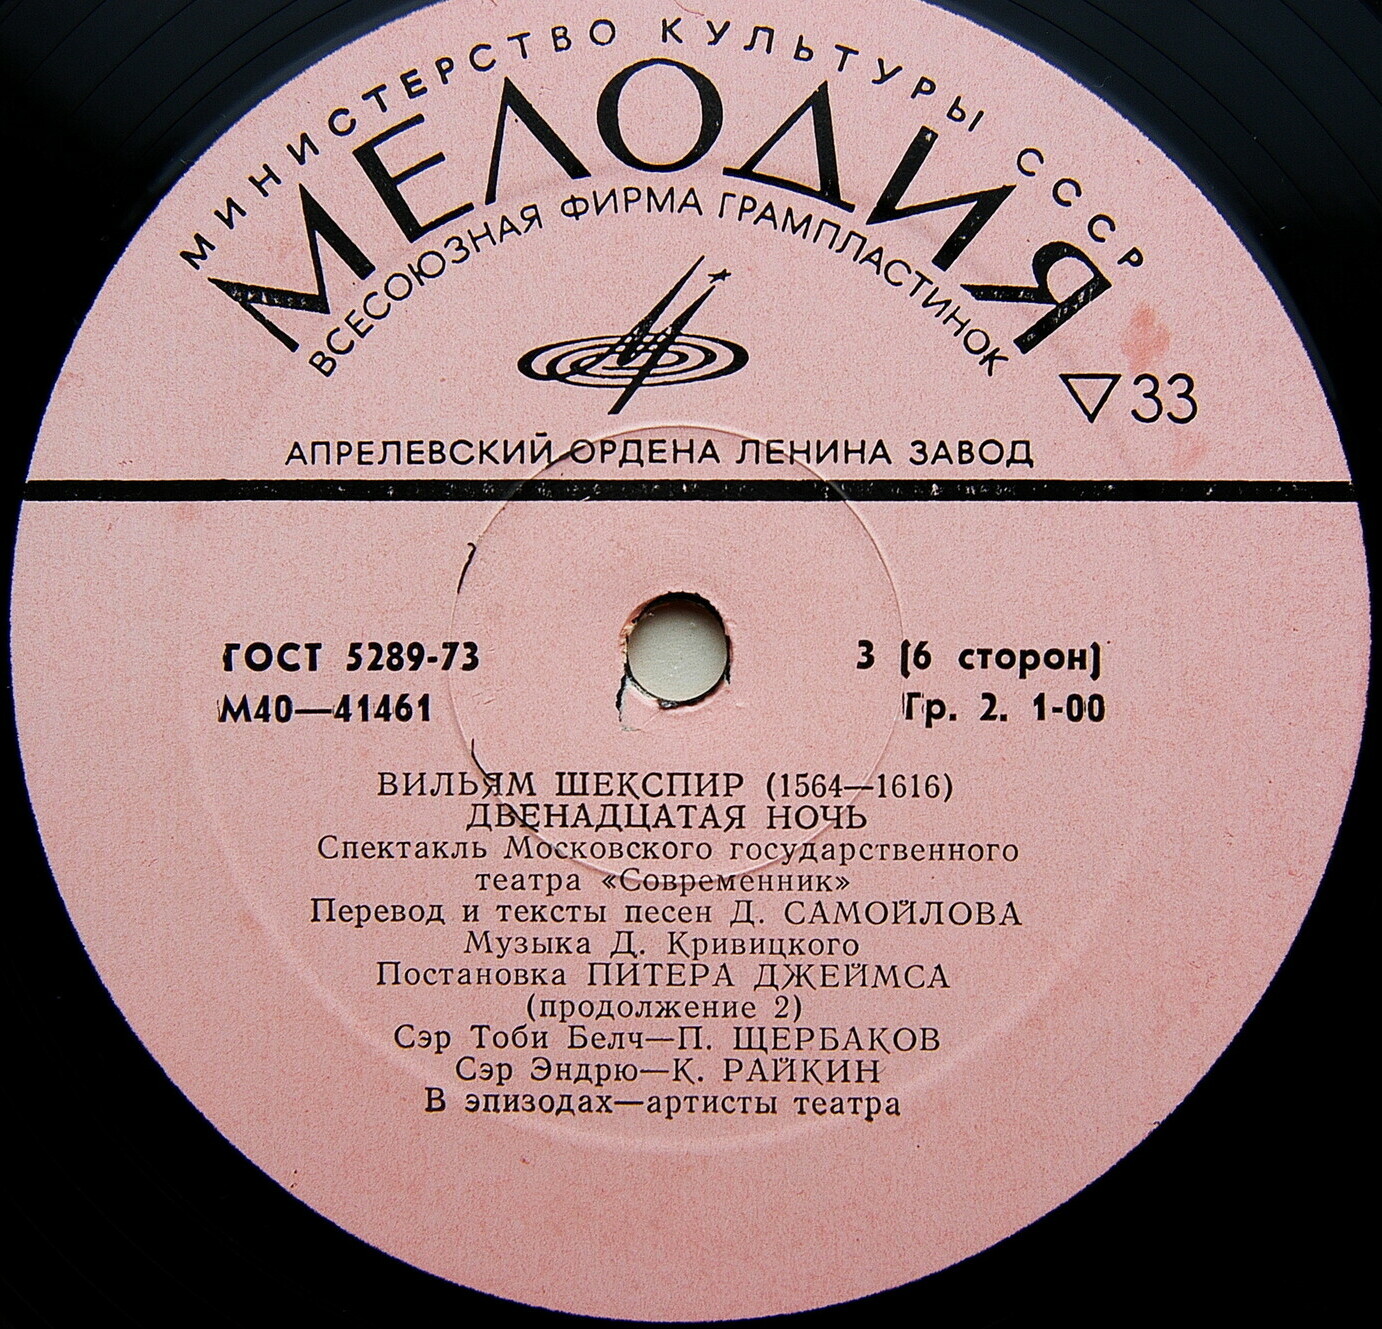 МИНИСТЕРСТВО КУЛЬТУРЫ СССР
МЕЛОДИЯ
ВСЕСОЮЗНАЯ ФИРМА ГРАМПЛАСТИНОК
▽33
АПРЕЛЕВСКИЙ ОРДЕНА ЛЕНИНА ЗАВОД
ГОСТ 5289-73
М40—41461
3 (6 сторон)
Гр. 2. 1-00
ВИЛЬЯМ ШЕКСПИР (1564—1616)
ДВЕНАДЦАТАЯ НОЧЬ
Спектакль Московского государственного
театра «Современник»
Перевод и тексты песен Д. САМОЙЛОВА
Музыка Д. Кривицкого
Постановка ПИТЕРА ДЖЕЙМСА
(продолжение 2)
Сэр Тоби Белч—П. ЩЕРБАКОВ
Сэр Эндрю—К. РАЙКИН
В эпизодах—артисты театра